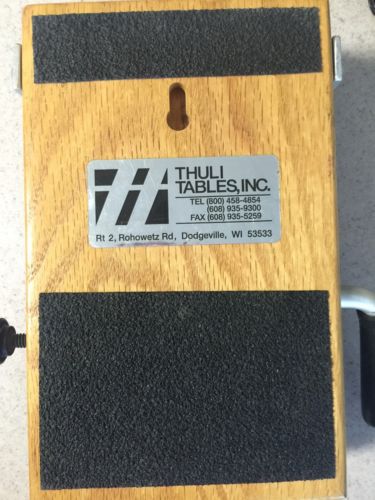 THULI
TABLES, INC.
TEL (800) 458-4854
(608) 935-9300
FAX (608) 935-5259
Rt 2, Rohowetz Rd, Dodgeville, WI 53533